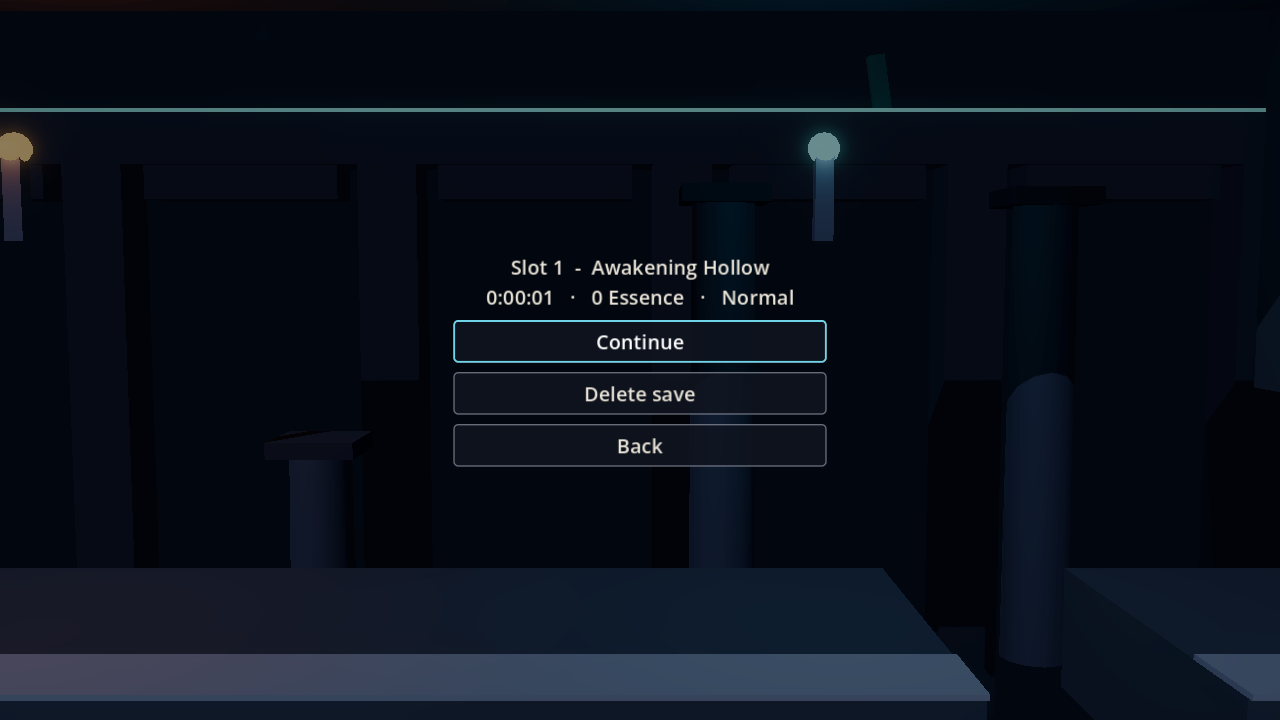 Slot 1 - Awakening Hollow
0:00:01 · 0 Essence · Normal
Continue
Delete save
Back